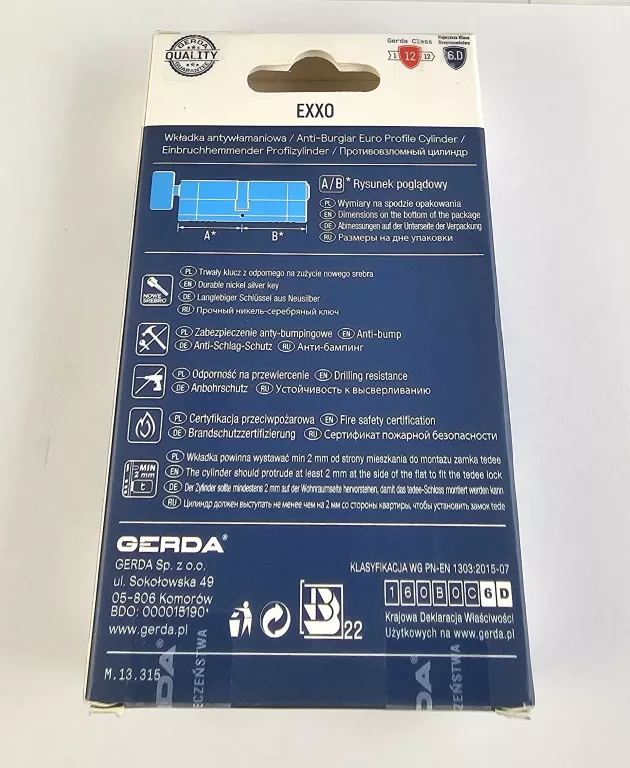 GERDA
QUALITY
GUARANTEE
Gerda Class
1 12 12
Najwyższa Klasa
Bezpieczeństwa
6.D
EXXO
Wkładka antywłamaniowa / Anti-Burglar Euro Profile Cylinder /
Einbruchhemmender Profilzylinder / Противовзломный цилиндр
A/B* Rysunek poglądowy
PL Wymiary na spodzie opakowania
EN Dimensions on the bottom of the package
DE Abmessungen auf der Unterseite der Verpackung
RU Размеры на дне упаковки
A* B*
PL Trwały klucz z odpornego na zużycie nowego srebra
EN Durable nickel silver key
DE Langlebiger Schlüssel aus Neusilber
RU Прочный никель-серебряный ключ
NOWE
SREBRO
PL Zabezpieczenie anty-bumpingowe EN Anti-bump
DE Anti-Schlag-Schutz RU Анти-бампинг
PL Odporność na przewiercenie EN Drilling resistance
DE Anbohrschutz RU Устойчивость к высверливанию
PL Certyfikacja przeciwpożarowa EN Fire safety certification
DE Brandschutzzertifizierung RU Сертификат пожарной безопасности
MIN
2 mm
t
PL Wkładka powinna wystawać min 2 mm od strony mieszkania do montażu zamka tedee
EN The cylinder should protrude at least 2 mm at the side of the flat to fit the tedee lock
DE Der Zylinder sollte mindestens 2 mm auf der Wohnraumseite hervorstehen, damit das tedee-Schloss montiert werden kann
RU Цилиндр должен выступать не менее чем на 2 мм со стороны квартиры, чтобы установить замок tedee
GERDA®
GERDA Sp. z o.o.
ul. Sokołowska 49
05-806 Komorów
BDO: 000015190
www.gerda.pl
B 22
KLASYFIKACJA WG PN-EN 1303:2015-07
1 6 0 B 0 C 6 D
Krajowa Deklaracja Właściwości
Użytkowych na www.gerda.pl
M.13.315